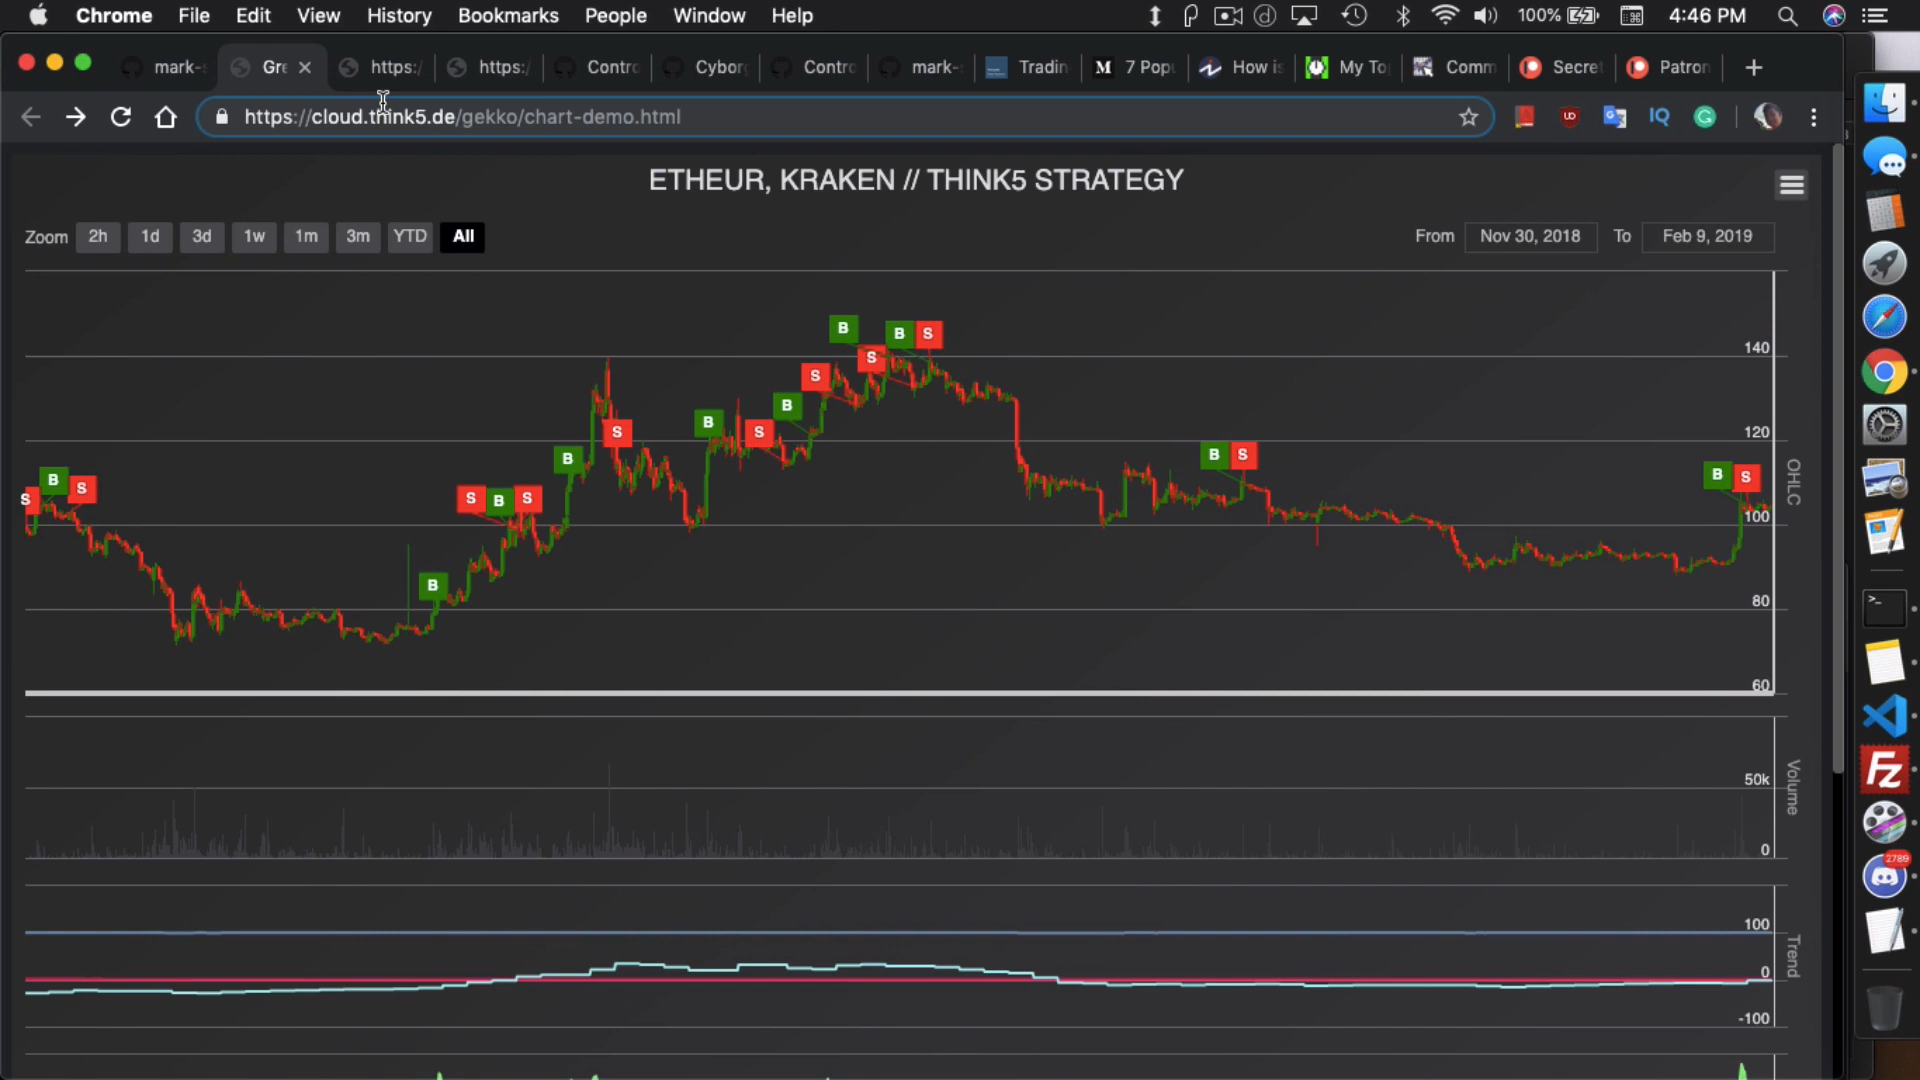 Chrome File Edit View History Bookmarks People Window Help 100% 4:46 PM
mark- Gre https:/ https:/ Contro Cyborg Contro mark- Tradin M 7 Popu How is My To Comm Secre Patron
https://cloud.think5.de/gekko/chart-demo.html IQ
ETHEUR, KRAKEN // THINK5 STRATEGY
Zoom 2h 1d 3d 1w 1m 3m YTD All From Nov 30, 2018 To Feb 9, 2019
B B S
140
S S
B
B S S 120
B B S
B S B S
S S B S OHLC
100
B
80
60
50k
Volume
0
100
Trend
0
-100
2789